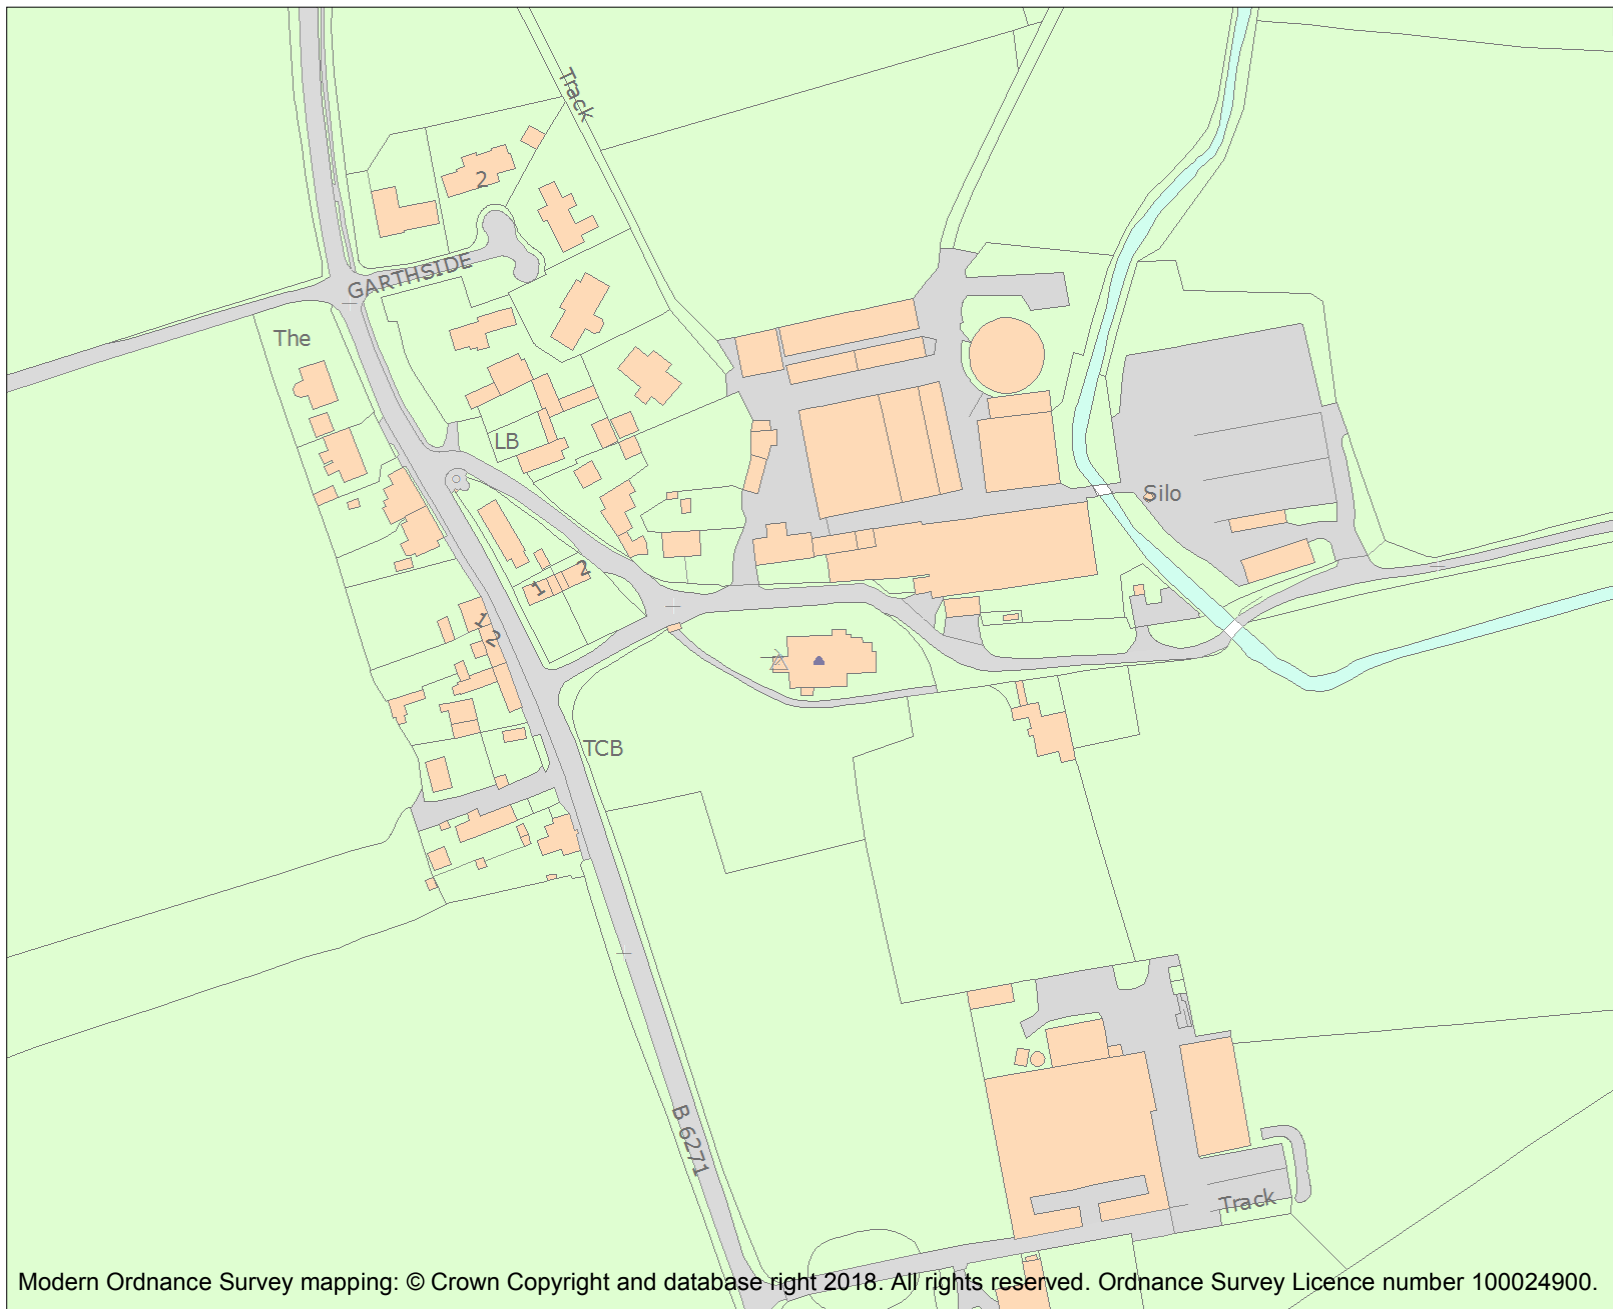 Track
2
GARTHSIDE
The
LB
Silo
1
2
1
2
TCB
B 6271
Track
Modern Ordnance Survey mapping: © Crown Copyright and database right 2018. All rights reserved. Ordnance Survey Licence number 100024900.